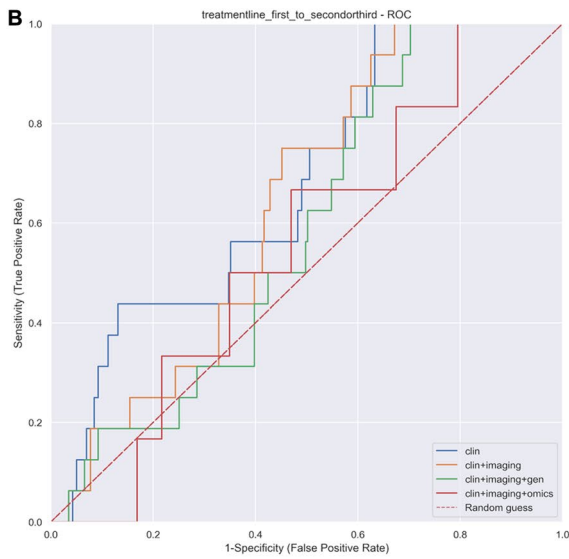 B
treatmentline_first_to_secondorthird - ROC
Sensitivity (True Positive Rate)
1.0
0.8
0.6
0.4
0.2
0.0
clin
clin+imaging
clin+imaging+gen
clin+imaging+omics
Random guess
0.0 0.2 0.4 0.6 0.8 1.0
1-Specificity (False Positive Rate)